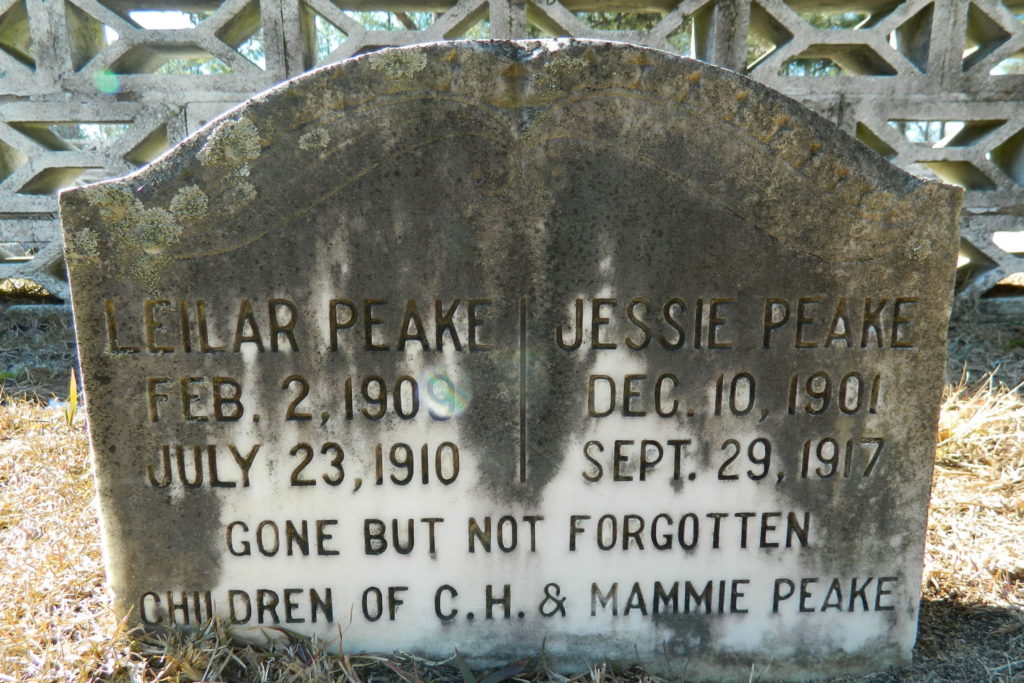 LEILAR PEAKE
FEB. 2, 1909
JULY 23, 1910
JESSIE PEAKE
DEC. 10, 1901
SEPT. 29, 1917
GONE BUT NOT FORGOTTEN
CHILDREN OF C.H. & MAMMIE PEAKE